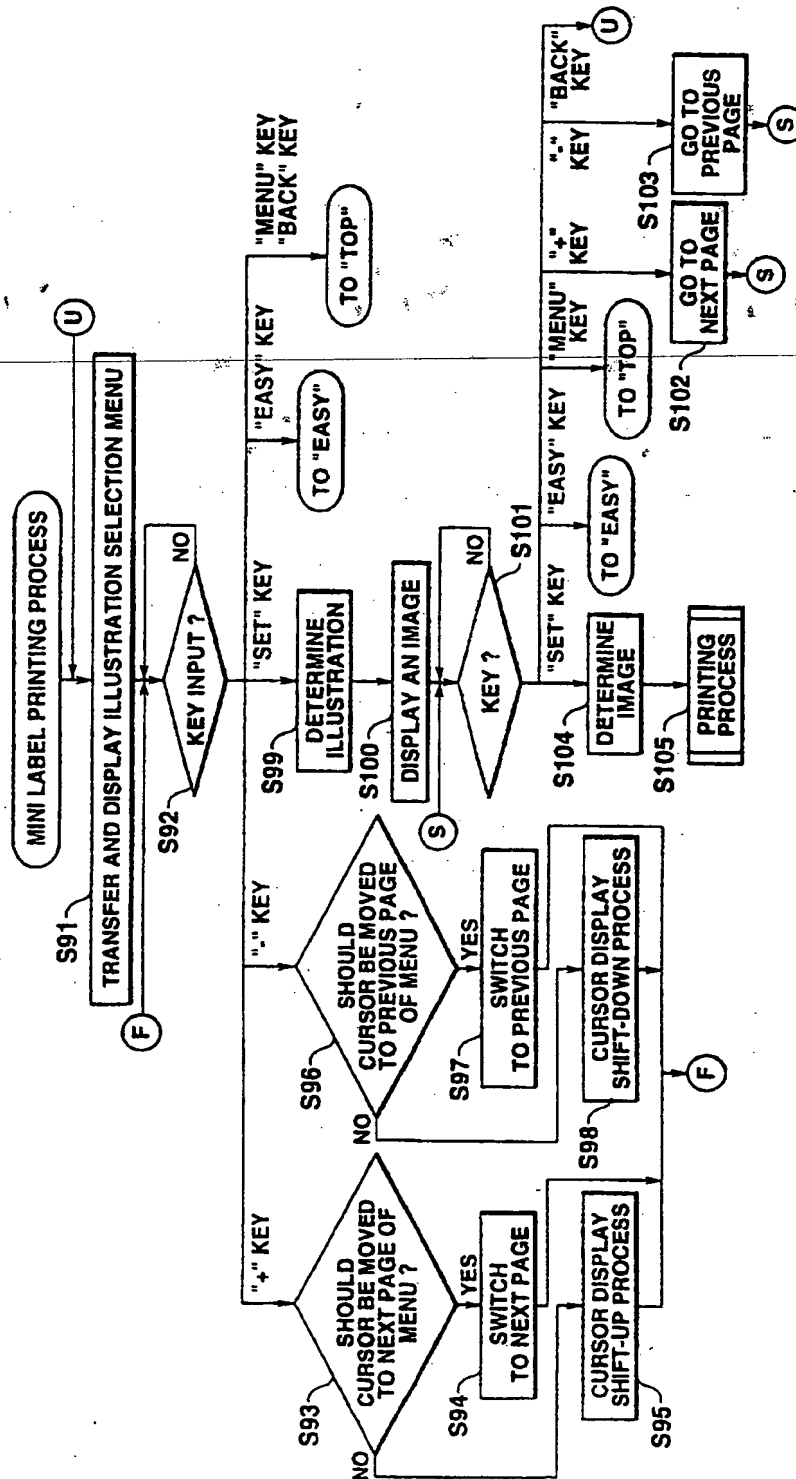 MINI LABEL PRINTING PROCESS
U
S91
TRANSFER AND DISPLAY ILLUSTRATION SELECTION MENU
F
S92
KEY INPUT ?
NO
"+" KEY
"-" KEY
"SET" KEY
"EASY" KEY
"MENU" KEY
"BACK" KEY
S93
SHOULD
CURSOR BE MOVED
TO NEXT PAGE OF
MENU ?
NO
YES
S94
SWITCH
TO NEXT PAGE
S95
CURSOR DISPLAY
SHIFT-UP PROCESS
S96
SHOULD
CURSOR BE MOVED
TO PREVIOUS PAGE
OF MENU ?
NO
YES
S97
SWITCH
TO PREVIOUS PAGE
S98
CURSOR DISPLAY
SHIFT-DOWN PROCESS
F
S99
DETERMINE
ILLUSTRATION
TO "EASY"
TO "TOP"
S100
DISPLAY AN IMAGE
S
KEY ?
NO
S101
"SET" KEY
"EASY" KEY
"MENU"
KEY
"+"
KEY
"-"
KEY
"BACK"
KEY
S104
DETERMINE
IMAGE
S105
PRINTING
PROCESS
TO "EASY"
TO "TOP"
S102
GO TO
NEXT PAGE
S
S103
GO TO
PREVIOUS
PAGE
S
U